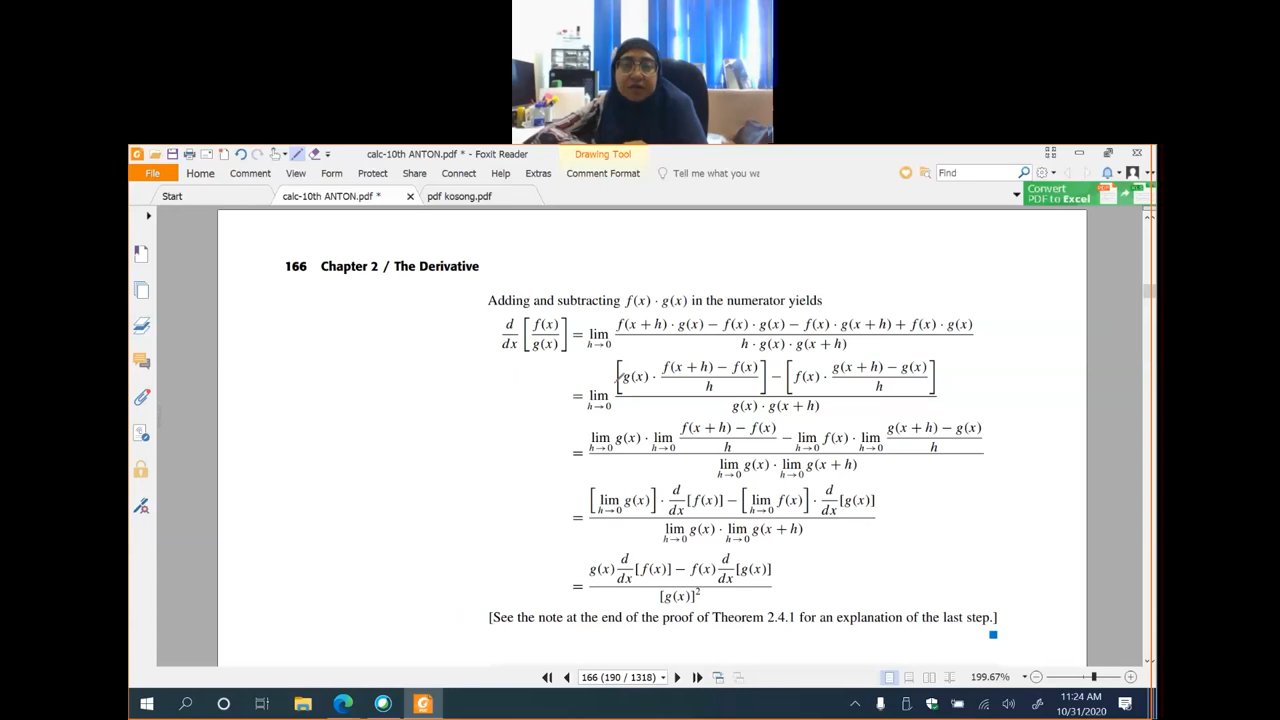 calc-10th ANTON.pdf * - Foxit Reader
Drawing Tool
File Home Comment View Form Protect Share Connect Help Extras Comment Format Tell me what you wa Find
Start calc-10th ANTON.pdf * pdf kosong.pdf
Convert
PDF to Excel
166 Chapter 2 / The Derivative
Adding and subtracting f(x) · g(x) in the numerator yields
d/dx [f(x)/g(x)] = lim h→0 (f(x + h) · g(x) − f(x) · g(x) − f(x) · g(x + h) + f(x) · g(x)) / (h · g(x) · g(x + h))
= lim h→0 ([g(x) · (f(x + h) − f(x))/h] − [f(x) · (g(x + h) − g(x))/h]) / (g(x) · g(x + h))
= (lim h→0 g(x) · lim h→0 (f(x + h) − f(x))/h − lim h→0 f(x) · lim h→0 (g(x + h) − g(x))/h) / (lim h→0 g(x) · lim h→0 g(x + h))
= ([lim h→0 g(x)] · d/dx [f(x)] − [lim h→0 f(x)] · d/dx [g(x)]) / (lim h→0 g(x) · lim h→0 g(x + h))
= (g(x) d/dx [f(x)] − f(x) d/dx [g(x)]) / [g(x)]²
[See the note at the end of the proof of Theorem 2.4.1 for an explanation of the last step.]
166 (190 / 1318) 199.67%
11:24 AM
10/31/2020